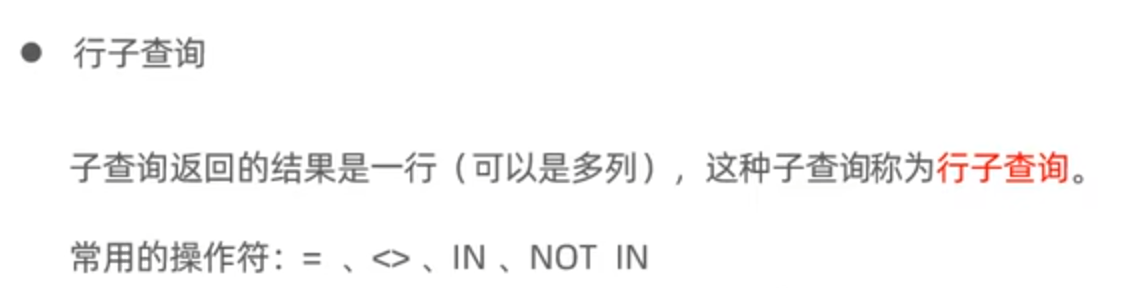 ● 行子查询
子查询返回的结果是一行（可以是多列），这种子查询称为行子查询。
常用的操作符：= 、<> 、IN 、NOT IN